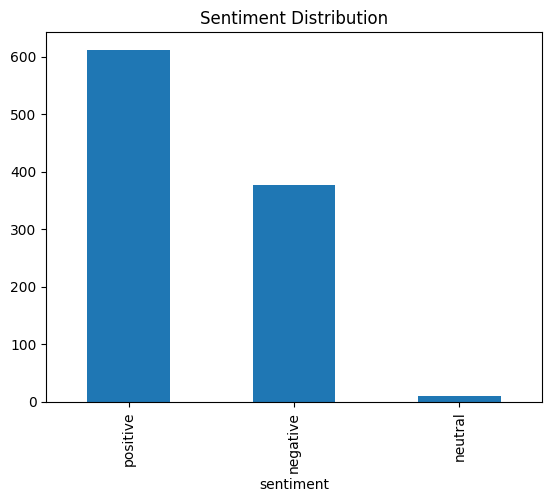 Sentiment Distribution
600
500
400
300
200
100
0
positive
negative
neutral
sentiment